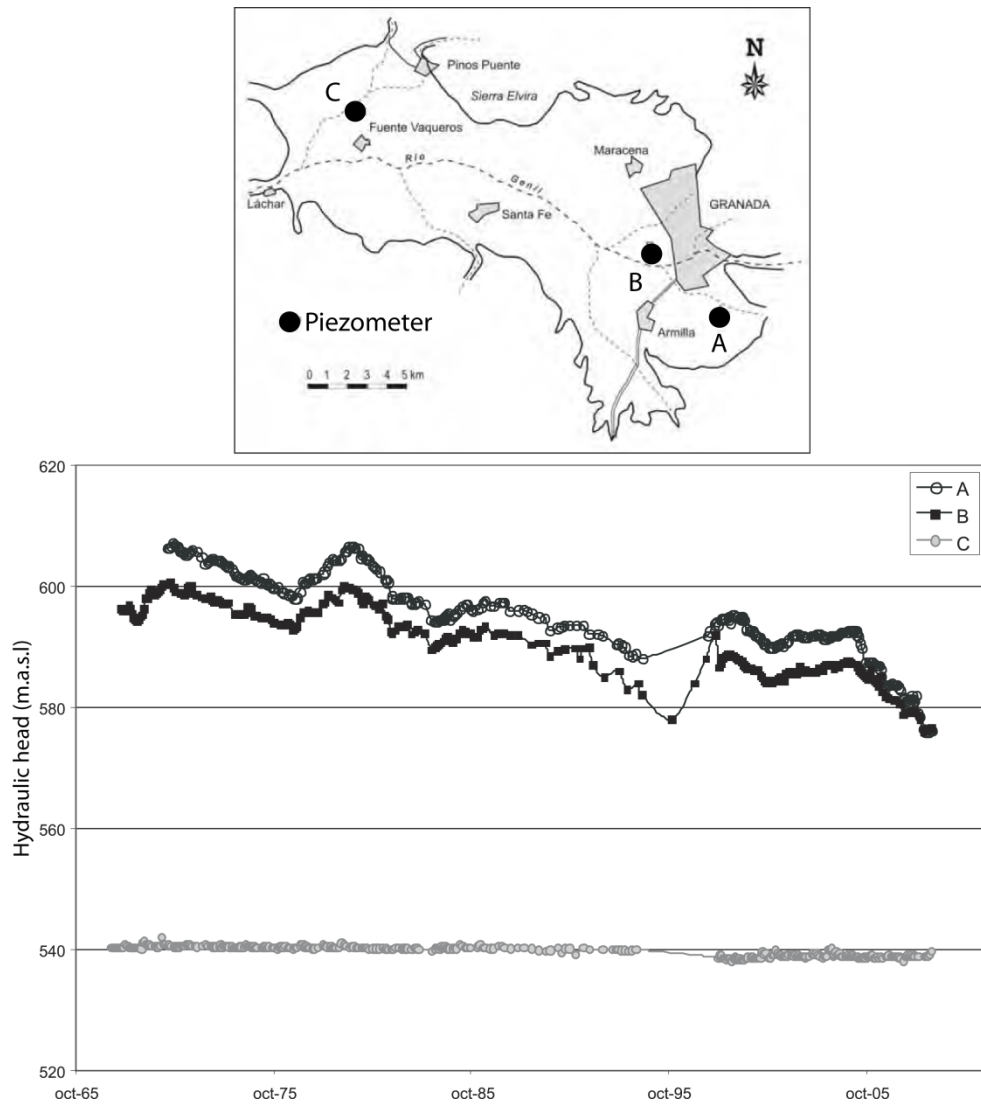 N
Pinos Puente
C
Sierra Elvira
Fuente Vaqueros
Maracena
Río
Genil
GRANADA
Láchar
Santa Fe
B
Piezometer
Armilla
A
0 1 2 3 4 5 km
620
A
B
C
600
580
Hydraulic head (m.a.s.l)
560
540
520
oct-65
oct-75
oct-85
oct-95
oct-05